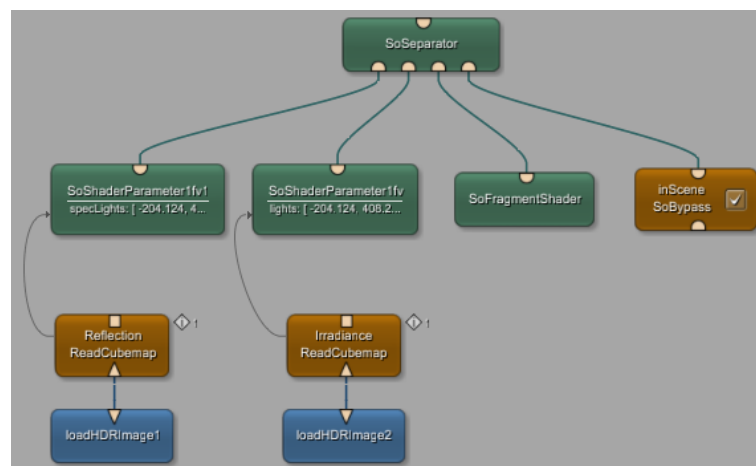 SoSeparator
SoShaderParameter1fv1
specLights: [ -204.124, 4...
SoShaderParameter1fv
lights: [ -204.124, 408.2...
SoFragmentShader
inScene
SoBypass
Reflection
ReadCubemap
1
Irradiance
ReadCubemap
1
loadHDRImage1
loadHDRImage2